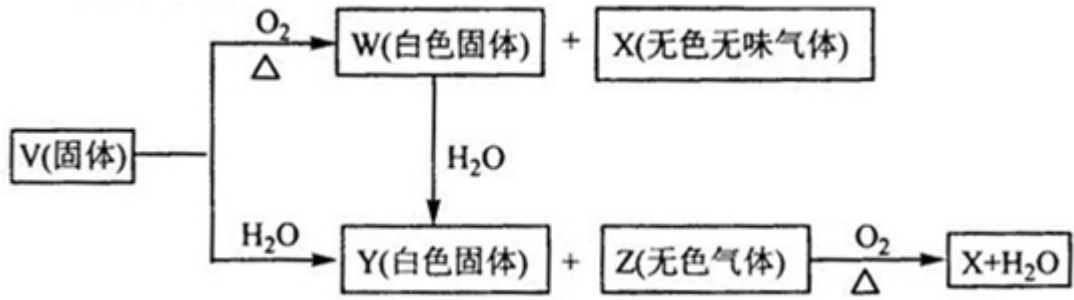 O₂
△
W(白色固体) + X(无色无味气体)
V(固体)
H₂O
H₂O
Y(白色固体) + Z(无色气体)
O₂
△
X+H₂O